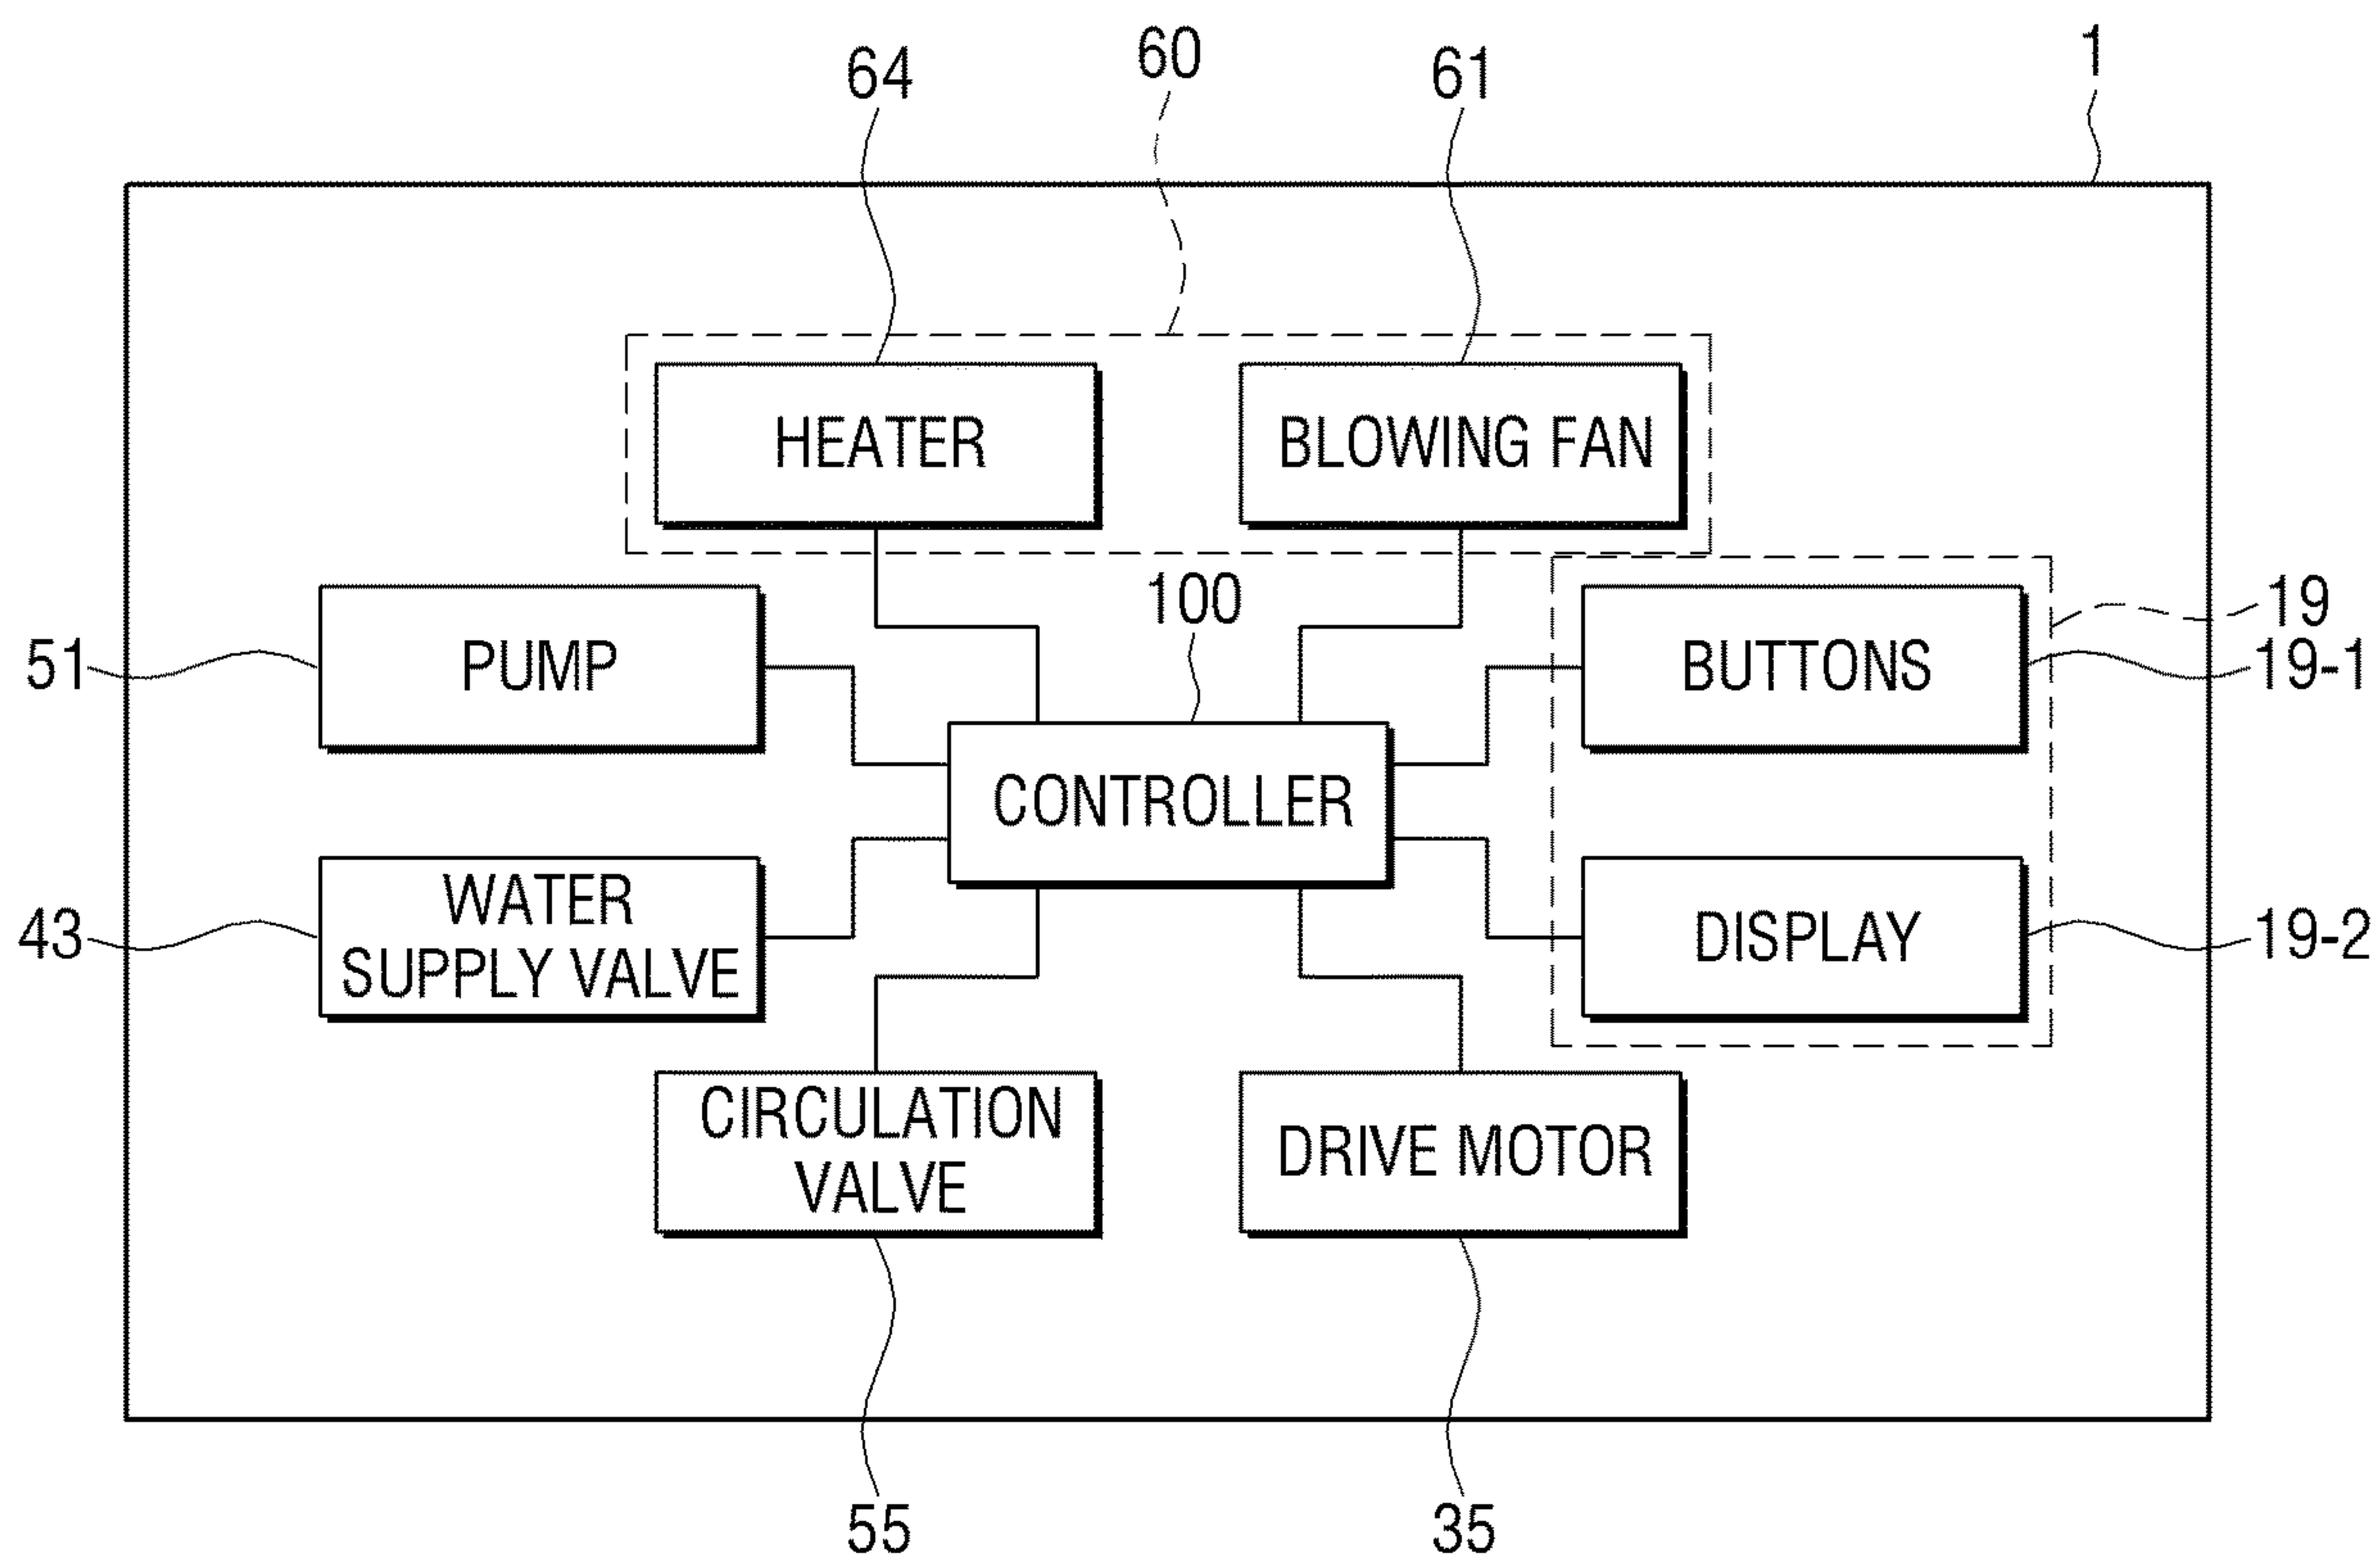 60
1
64
61
HEATER
BLOWING FAN
100
19
51
PUMP
BUTTONS
19-1
CONTROLLER
43
WATER
SUPPLY VALVE
DISPLAY
19-2
CIRCULATION
VALVE
DRIVE MOTOR
55
35